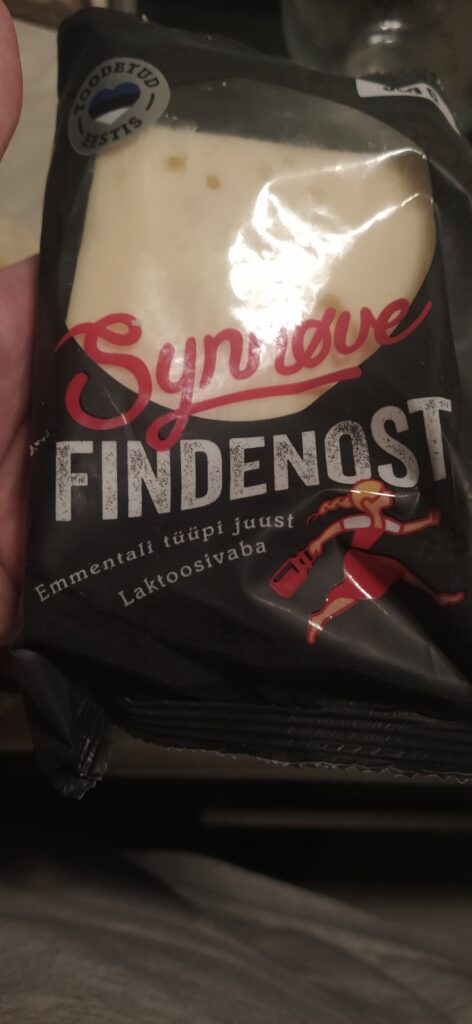 TOODETUD
EESTIS
Synnøve
FINDENOST
Emmentali tüüpi juust
Laktoosivaba